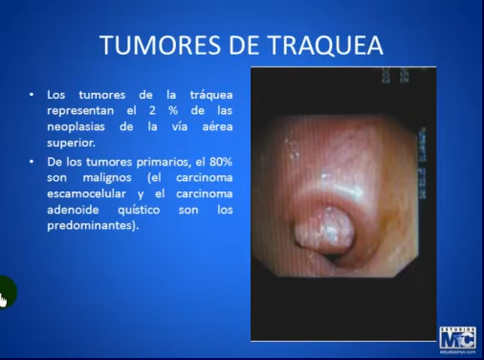 TUMORES DE TRAQUEA
• Los tumores de la tráquea
representan el 2 % de las
neoplasias de la vía aérea
superior.
• De los tumores primarios, el 80%
son malignos (el carcinoma
escamocelular y el carcinoma
adenoide quístico son los
predominantes).
ESTUDIOS
MC
estudiosmyc.com